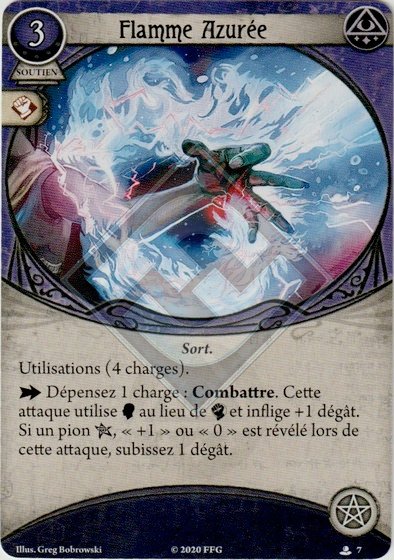 3
Flamme Azurée
SOUTIEN
Sort.
Utilisations (4 charges).
Dépensez 1 charge : Combattre. Cette
attaque utilise au lieu de et inflige +1 dégât.
Si un pion , « +1 » ou « 0 » est révélé lors de
cette attaque, subissez 1 dégât.
Illus. Greg Bobrowski
© 2020 FFG
7